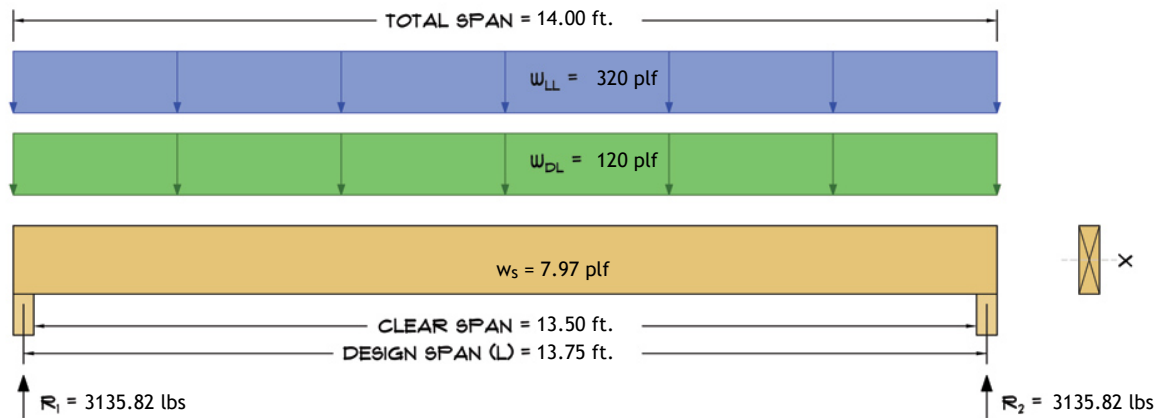 TOTAL SPAN = 14.00 ft.
WLL = 320 plf
WDL = 120 plf
ws = 7.97 plf
X
CLEAR SPAN = 13.50 ft.
DESIGN SPAN (L) = 13.75 ft.
R1 = 3135.82 lbs
R2 = 3135.82 lbs